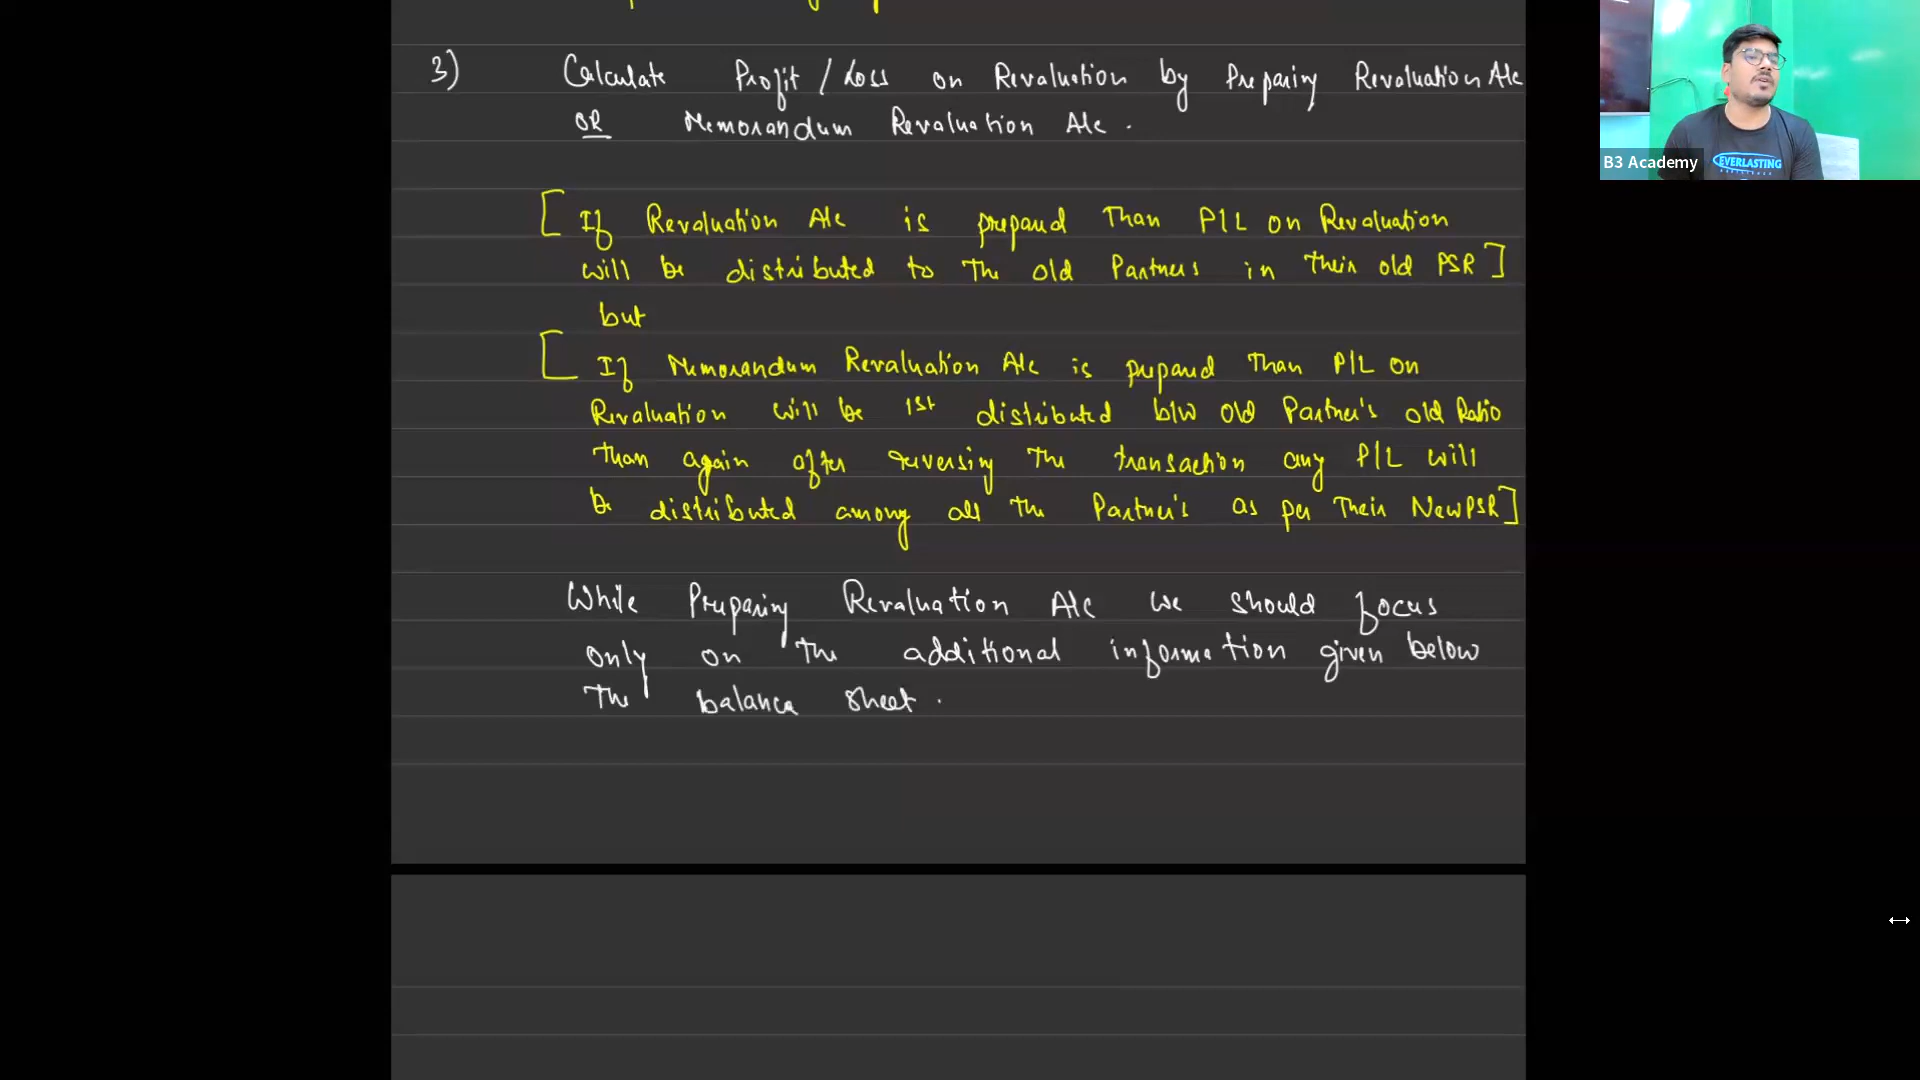 3) Calculate Profit / Loss on Revaluation by Preparing Revaluation A/c
OR Memorandum Revaluation A/c .
[ If Revaluation A/c is prepared Than P/L on Revaluation
will be distributed to The old Partners in Their old PSR ]
but
[ If Memorandum Revaluation A/c is prepared Than P/L on
Revaluation will be 1st distributed b/w old Partner's old Ratio
Than again after reversing The transaction any P/L will
be distributed among all The Partner's as per Their New PSR ]
While Preparing Revaluation A/c we should focus
only on The additional information given below
The balance sheet .
B3 Academy
EVERLASTING